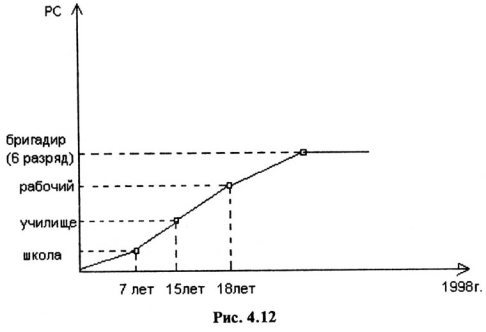 РС
бригадир
(6 разряд)
рабочий
училище
школа
7 лет 15лет 18лет 1998г.
Рис. 4.12